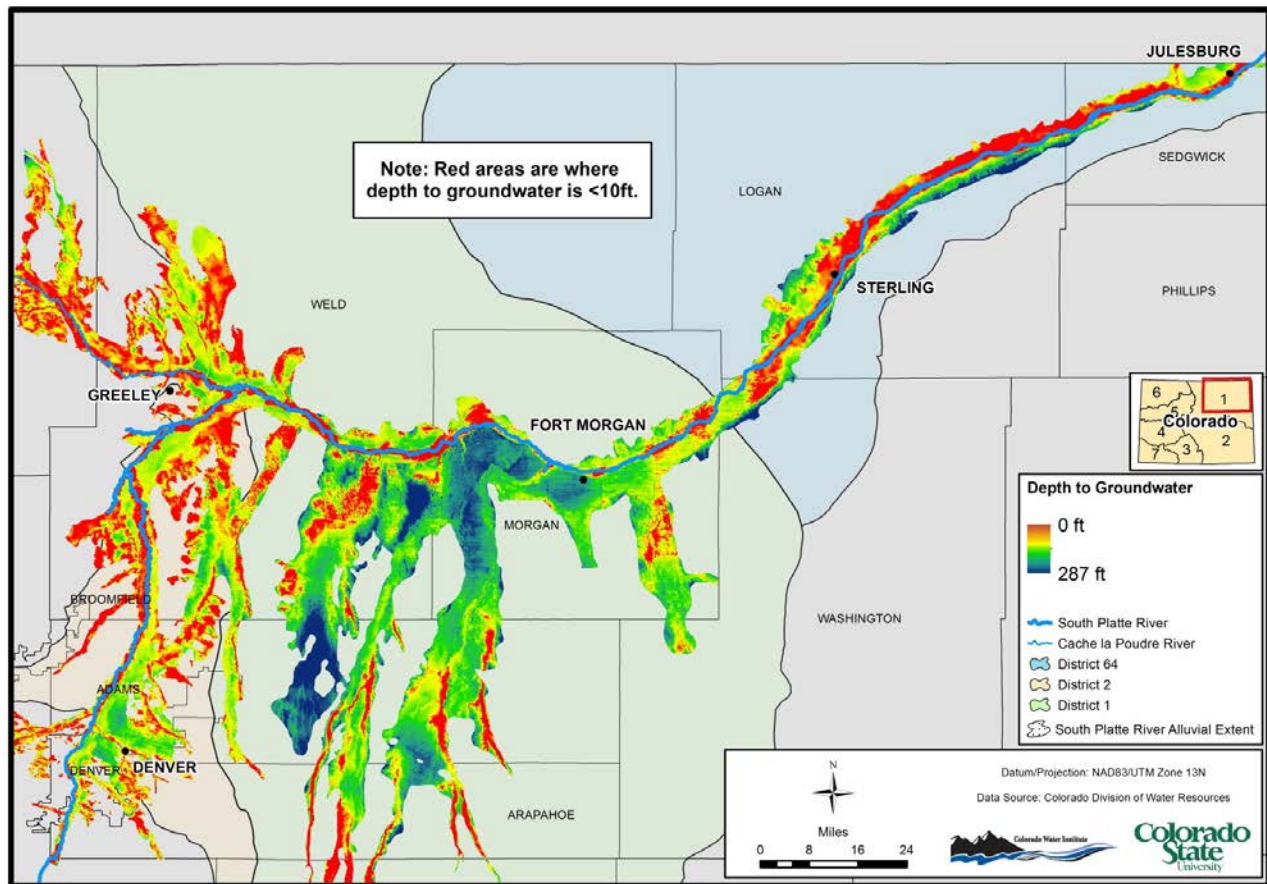 JULESBURG
SEDGWICK
Note: Red areas are where
depth to groundwater is <10ft.
LOGAN
STERLING
PHILLIPS
WELD
GREELEY
FORT MORGAN
MORGAN
WASHINGTON
BROOMFIELD
ADAMS
DENVER
DENVER
ARAPAHOE
6
1
5
Colorado
4
2
7
3
Depth to Groundwater
0 ft
287 ft
South Platte River
Cache la Poudre River
District 64
District 2
District 1
South Platte River Alluvial Extent
N
Miles
0 4 8 12 16 24
Datum/Projection: NAD83/UTM Zone 13N
Data Source: Colorado Division of Water Resources
Colorado Water Institute
Colorado
State
University